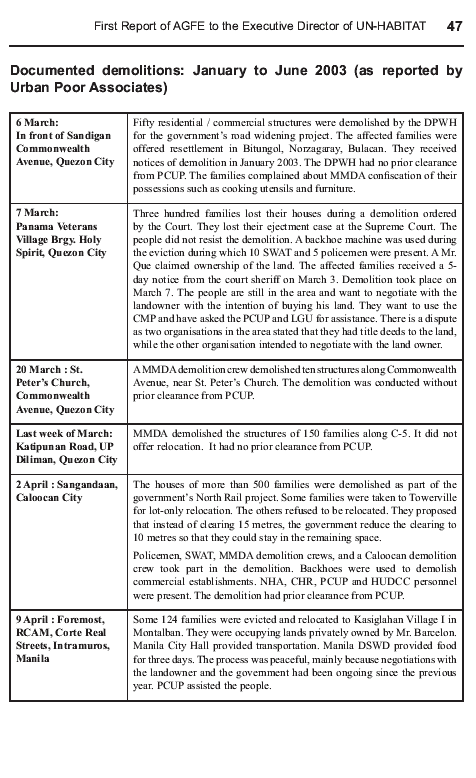 First Report of AGFE to the Executive Director of UN-HABITAT 47
Documented demolitions: January to June 2003 (as reported by
Urban Poor Associates)
6 March:
In front of Sandigan
Commonwealth
Avenue, Quezon City
Fifty residential / commercial structures were demolished by the DPWH
for the government's road widening project. The affected families were
offered resettlement in Bitungol, Norzagaray, Bulacan. They received
notices of demolition in January 2003. The DPWH had no prior clearance
from PCUP. The families complained about MMDA confiscation of their
possessions such as cooking utensils and furniture.
7 March:
Panama Veterans
Village Brgy. Holy
Spirit, Quezon City
Three hundred families lost their houses during a demolition ordered
by the Court. They lost their ejectment case at the Supreme Court. The
people did not resist the demolition. A backhoe machine was used during
the eviction during which 10 SWAT and 5 policemen were present. A Mr.
Que claimed ownership of the land. The affected families received a 5-
day notice from the court sheriff on March 3. Demolition took place on
March 7. The people are still in the area and want to negotiate with the
landowner with the intention of buying his land. They want to use the
CMP and have asked the PCUP and LGU for assistance. There is a dispute
as two organisations in the area stated that they had title deeds to the land,
while the other organisation intended to negotiate with the land owner.
20 March : St.
Peter's Church,
Commonwealth
Avenue, Quezon City
A MMDA demolition crew demolished ten structures along Commonwealth
Avenue, near St. Peter's Church. The demolition was conducted without
prior clearance from PCUP.
Last week of March:
Katipunan Road, UP
Diliman, Quezon City
MMDA demolished the structures of 150 families along C-5. It did not
offer relocation. It had no prior clearance from PCUP.
2 April : Sangandaan,
Caloocan City
The houses of more than 500 families were demolished as part of the
government's North Rail project. Some families were taken to Towerville
for lot-only relocation. The others refused to be relocated. They proposed
that instead of clearing 15 metres, the government reduce the clearing to
10 metres so that they could stay in the remaining space.
Policemen, SWAT, MMDA demolition crews, and a Caloocan demolition
crew took part in the demolition. Backhoes were used to demolish
commercial establishments. NHA, CHR, PCUP and HUDCC personnel
were present. The demolition had prior clearance from PCUP.
9 April : Foremost,
RCAM, Corte Real
Streets, Intramuros,
Manila
Some 124 families were evicted and relocated to Kasiglahan Village I in
Montalban. They were occupying lands privately owned by Mr. Barcelon.
Manila City Hall provided transportation. Manila DSWD provided food
for three days. The process was peaceful, mainly because negotiations with
the landowner and the government had been ongoing since the previous
year. PCUP assisted the people.